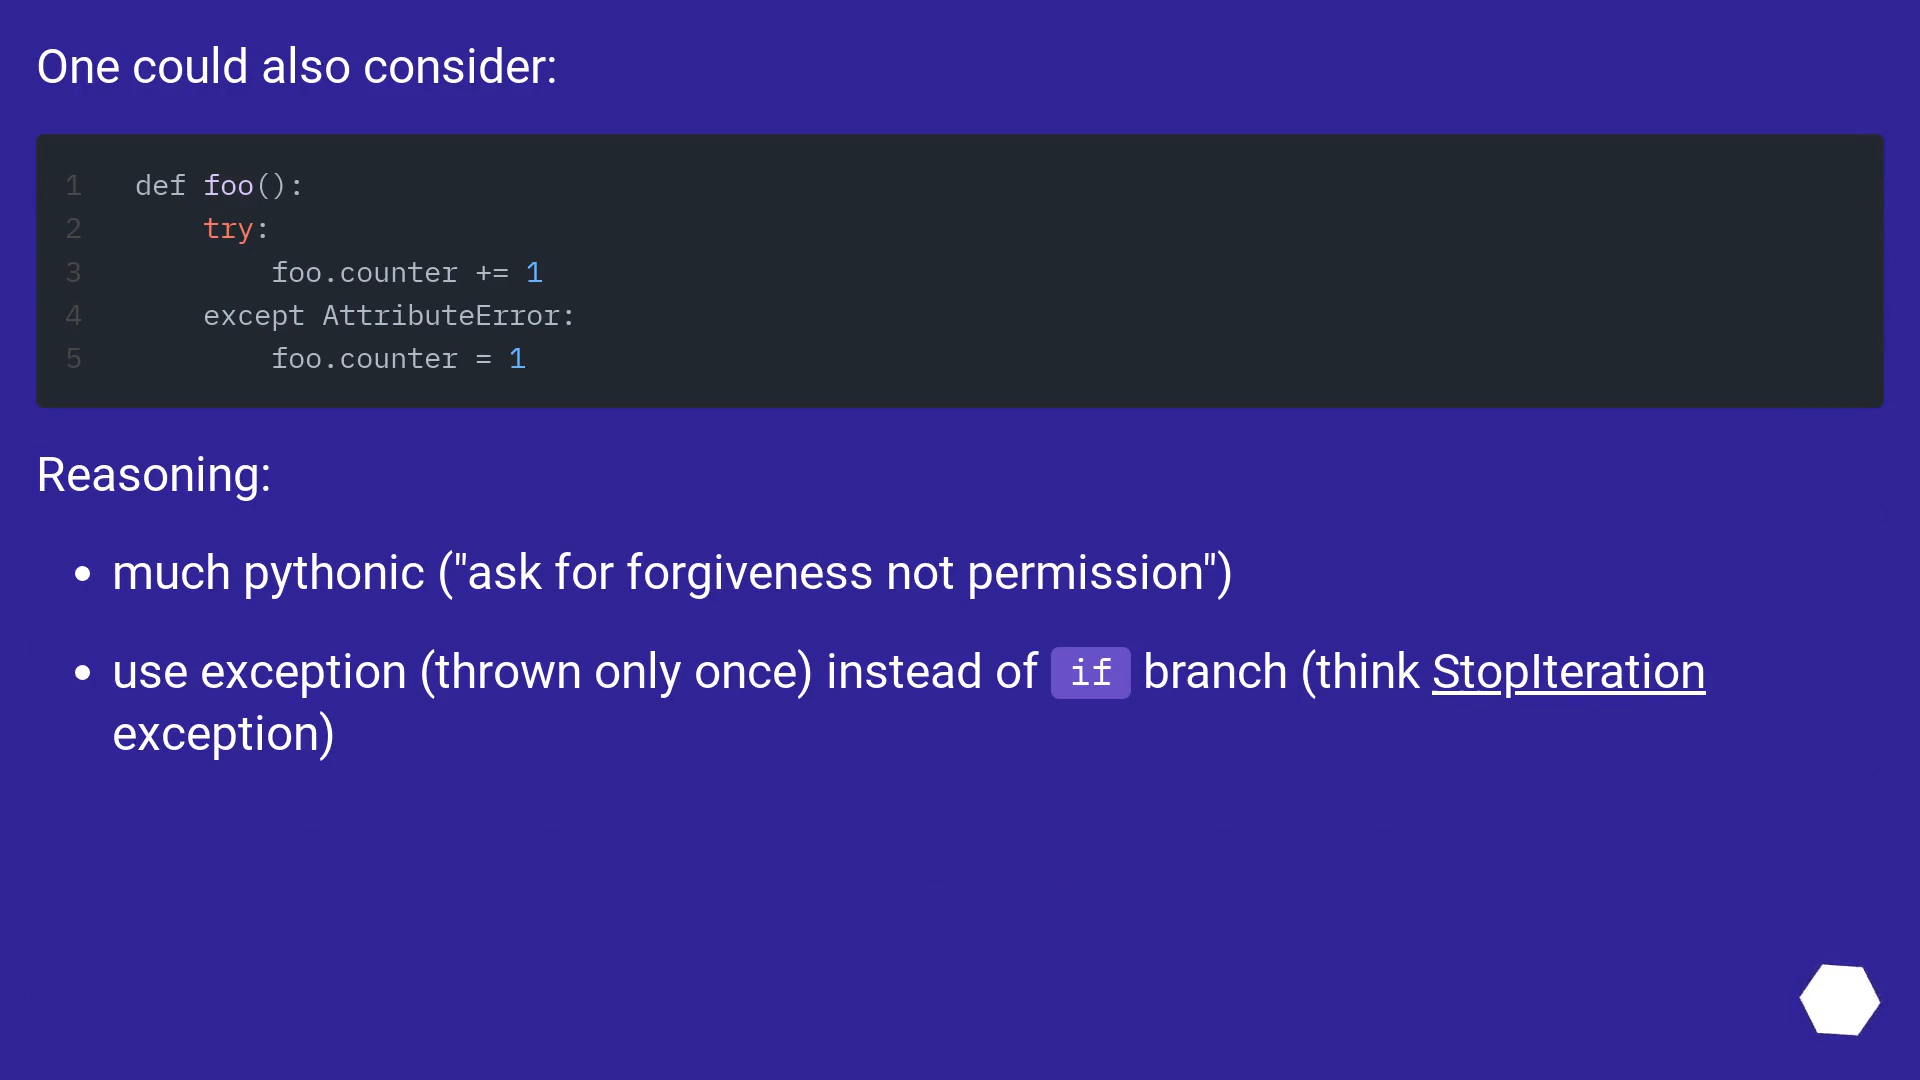 One could also consider:
1 def foo():
2     try:
3         foo.counter += 1
4     except AttributeError:
5         foo.counter = 1
Reasoning:
• much pythonic ("ask for forgiveness not permission")
• use exception (thrown only once) instead of if branch (think StopIteration
exception)